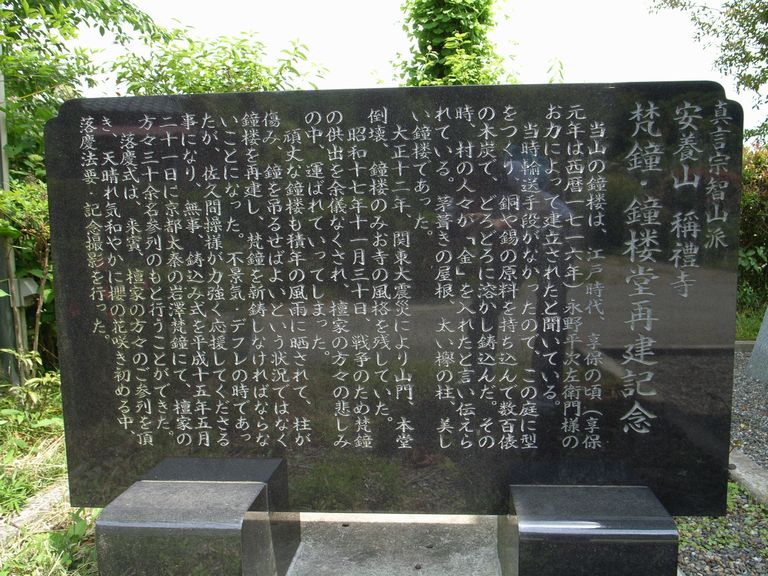 真言宗智山派
安養山 稱禮寺
梵鐘・鐘楼堂再建記念
当山の鐘楼は、江戸時代、享保の頃(享保
元年は西暦一七一六年)永野平次左衛門様の
お力によって建立されたと聞いている。
当時輸送手段がなかったので、この庭に型
をつくり、銅や錫の原料を持ち込んで数百俵
の木炭で、どろどろに溶かし鋳込んだ。その
時、村の人々が「金」を入れたと言い伝えら
れている。茅葺きの屋根、太い欅の柱、美し
い鐘楼であった。
大正十二年、関東大震災により山門、本堂
倒壊、鐘楼のみお寺の風格を残していた。
昭和十七年十一月三十日、戦争のため梵鐘
の供出を余儀なくされ、檀家の方々の悲しみ
の中、運ばれていってしまった。
頑丈な鐘楼も積年の風雨に晒されて、柱が
傷み、鐘を吊るせばよいという状況ではなく
鐘楼を再建し、梵鐘を新鋳しなければならな
いことになった。不景気、デフレの時であっ
たが、佐久間操様が力強く応援してくださる
事になり、無事、鋳込み式を平成十五年五月
二十一日に京都太秦の岩澤梵鐘にて、檀家の
方々三十余名参列のもと行うことができた。
落慶式は、来賓、檀家の方々のご参列を頂
き、天晴れ気和やかに櫻の花咲き初める中、
落慶法要、記念撮影を行った。